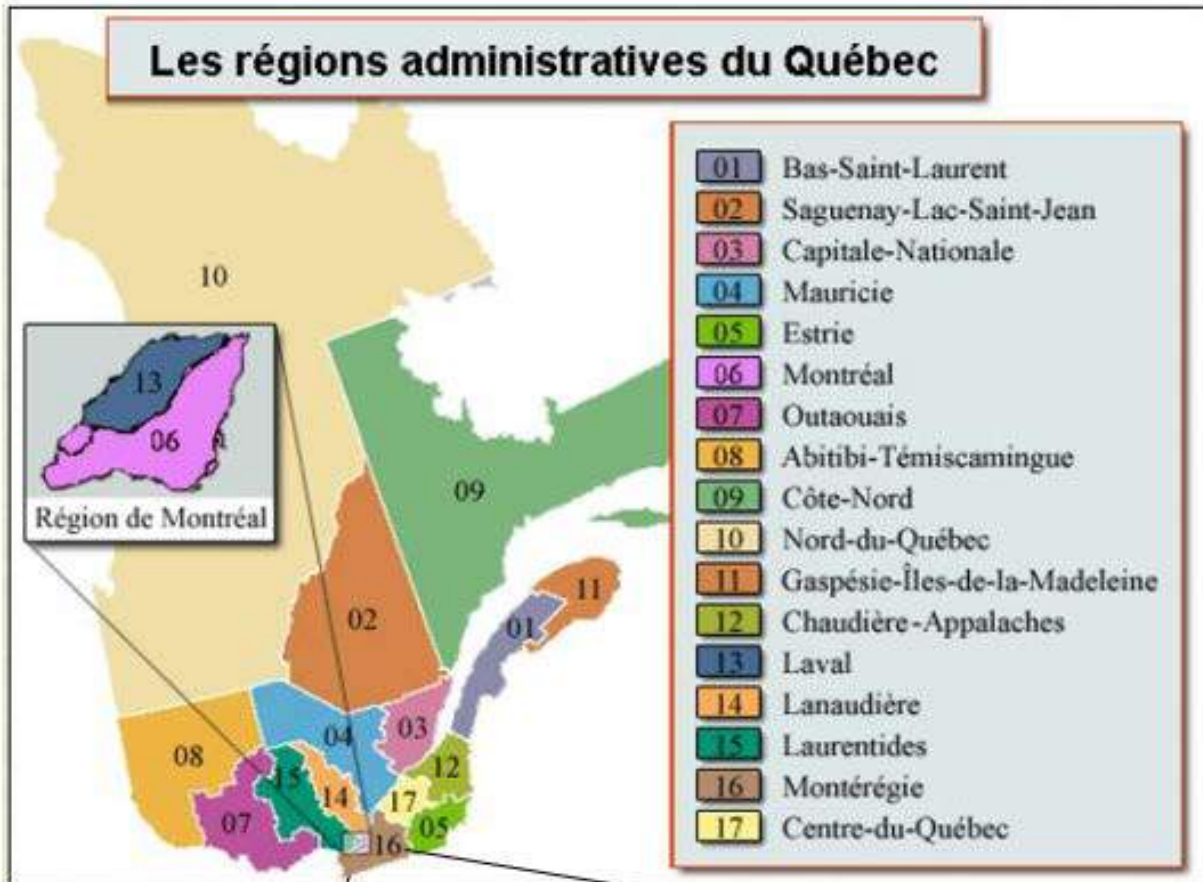 Les régions administratives du Québec
01 Bas-Saint-Laurent
02 Saguenay-Lac-Saint-Jean
03 Capitale-Nationale
04 Mauricie
05 Estrie
06 Montréal
07 Outaouais
08 Abitibi-Témiscamingue
09 Côte-Nord
10 Nord-du-Québec
11 Gaspésie-Îles-de-la-Madeleine
12 Chaudière-Appalaches
13 Laval
14 Lanaudière
15 Laurentides
16 Montérégie
17 Centre-du-Québec
10
13
06
Région de Montréal
09
11
02
01
03
04
08
12
15
14
17
07
05
16